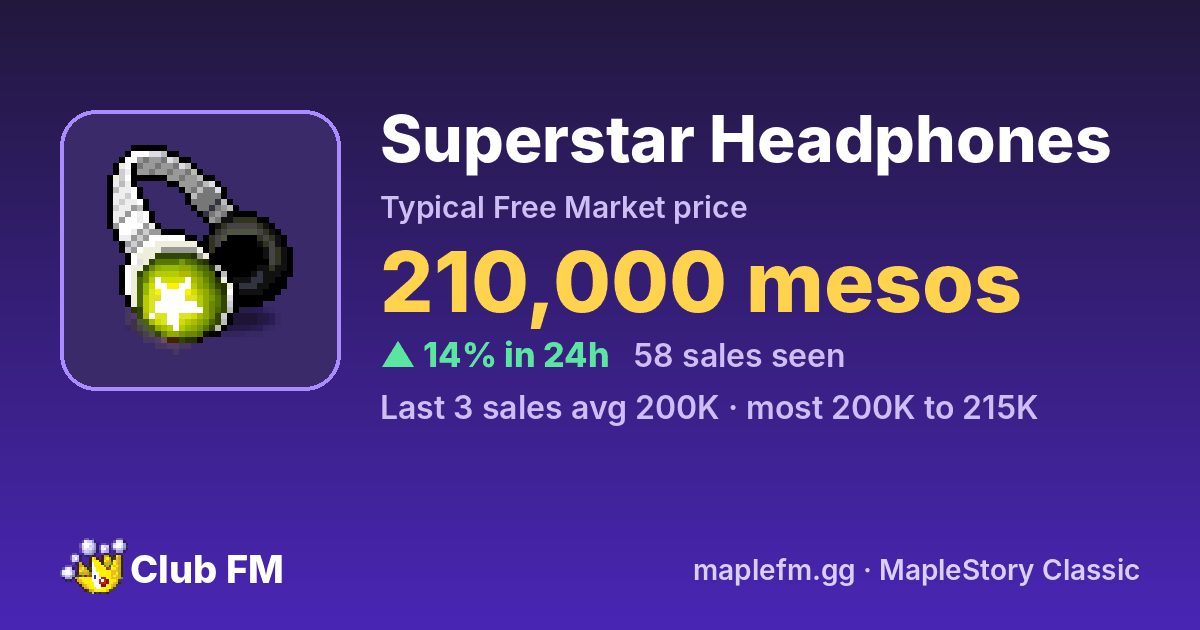 Superstar Headphones
Typical Free Market price
210,000 mesos
▲ 14% in 24h 58 sales seen
Last 3 sales avg 200K · most 200K to 215K
Club FM
maplefm.gg · MapleStory Classic